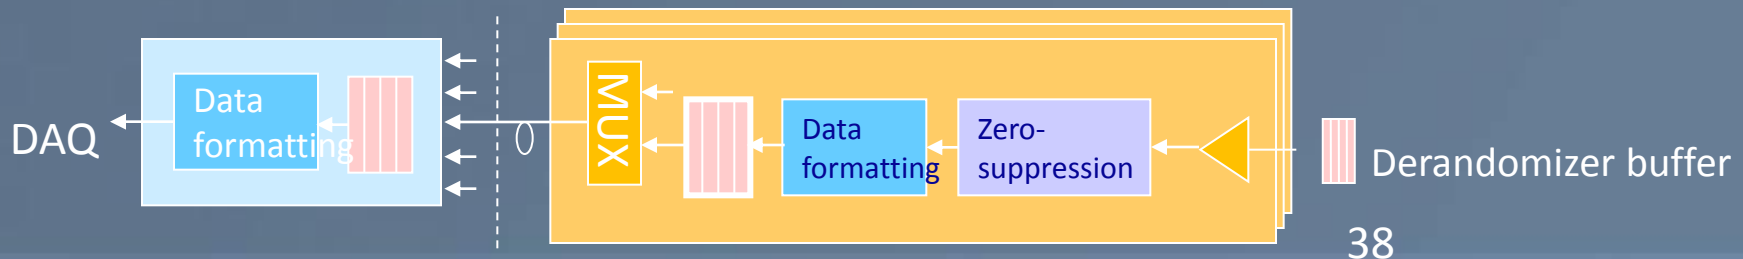 DAQ
Data
formatting
MUX
Data
formatting
Zero-
suppression
Derandomizer buffer
38